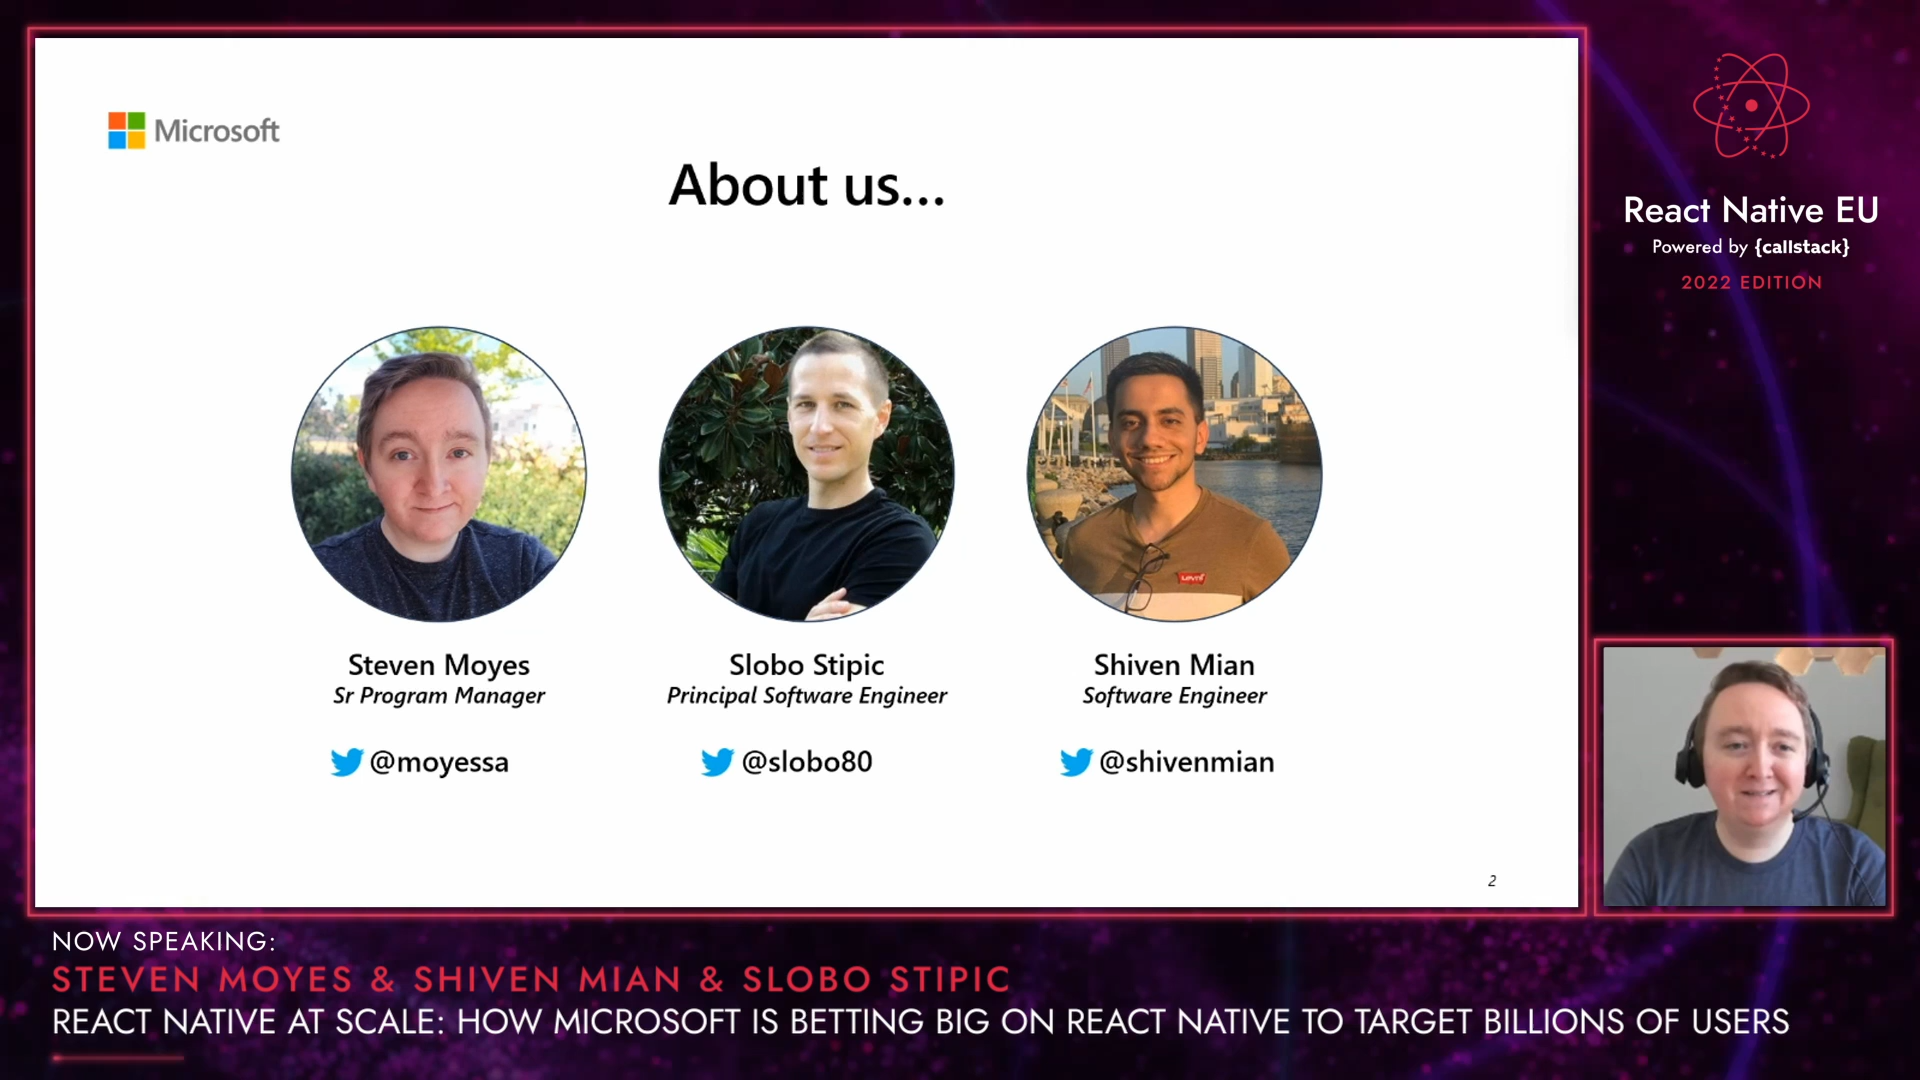 Microsoft
About us...
Steven Moyes
Sr Program Manager
@moyessa
Slobo Stipic
Principal Software Engineer
@slobo80
Shiven Mian
Software Engineer
@shivenmian
Levi's
2
React Native EU
Powered by {callstack}
2022 EDITION
NOW SPEAKING:
STEVEN MOYES & SHIVEN MIAN & SLOBO STIPIC
REACT NATIVE AT SCALE: HOW MICROSOFT IS BETTING BIG ON REACT NATIVE TO TARGET BILLIONS OF USERS